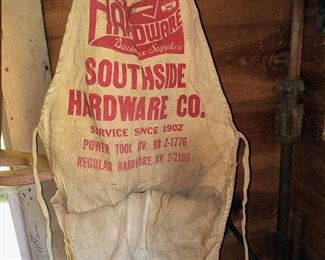 HARDWARE
Builders Supplies
SOUTHSIDE
HARDWARE CO.
SERVICE SINCE 1902
POWER TOOL DV. BR 2-1776
REGULAR HARDWARE BR 2-2106